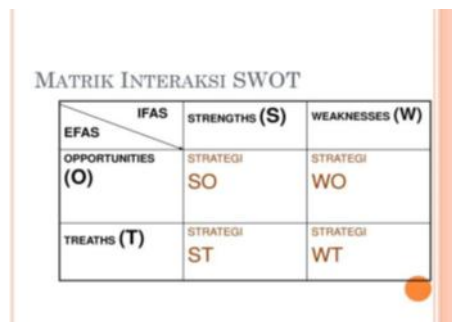 MATRIK INTERAKSI SWOT
IFAS
EFAS
STRENGTHS (S)
WEAKNESSES (W)
OPPORTUNITIES
(O)
STRATEGI
SO
STRATEGI
WO
TREATHS (T)
STRATEGI
ST
STRATEGI
WT